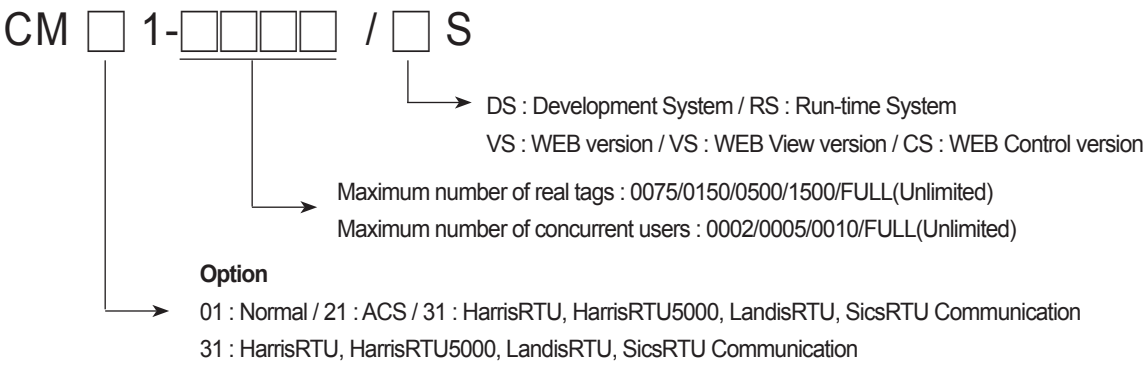 CM □ 1-□□□□ / □ S
DS : Development System / RS : Run-time System
VS : WEB version / VS : WEB View version / CS : WEB Control version
Maximum number of real tags : 0075/0150/0500/1500/FULL(Unlimited)
Maximum number of concurrent users : 0002/0005/0010/FULL(Unlimited)
Option
01 : Normal / 21 : ACS / 31 : HarrisRTU, HarrisRTU5000, LandisRTU, SicsRTU Communication
31 : HarrisRTU, HarrisRTU5000, LandisRTU, SicsRTU Communication